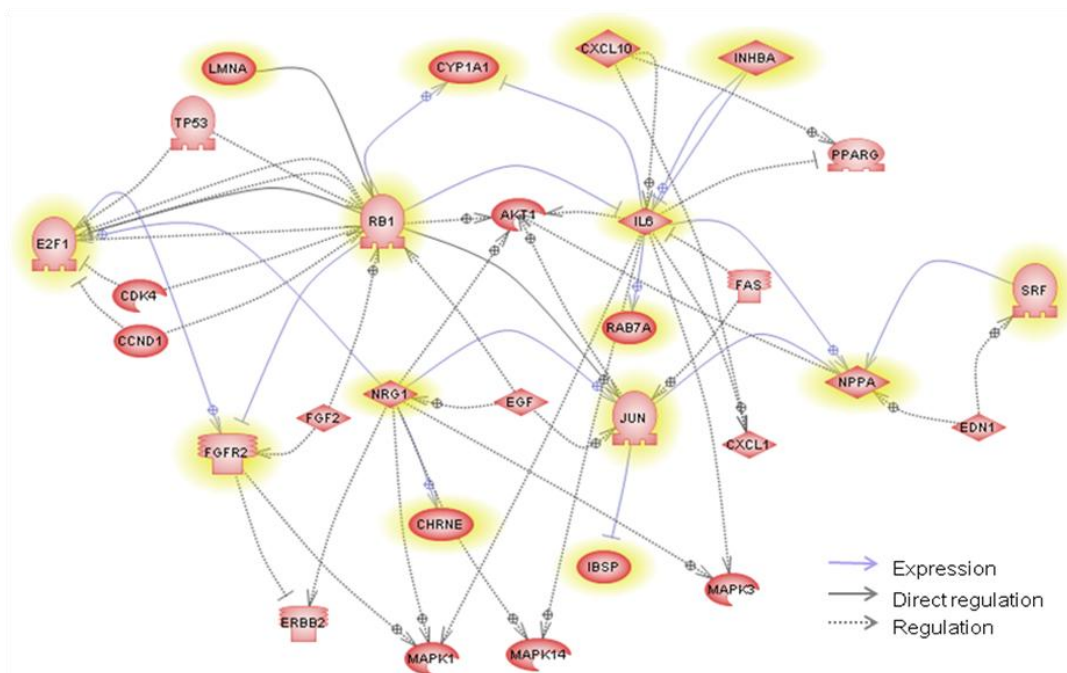 CXCL10
INHBA
LMNA
CYP1A1
TP53
PPARG
RB1
AKT1
IL6
E2F1
CDK4
FAS
SRF
CCND1
RAB7A
NRG1
EGF
NPPA
FGF2
JUN
EDN1
CXCL1
FGFR2
CHRNE
IBSP
Expression
MAPK3
Direct regulation
ERBB2
Regulation
MAPK1
MAPK14